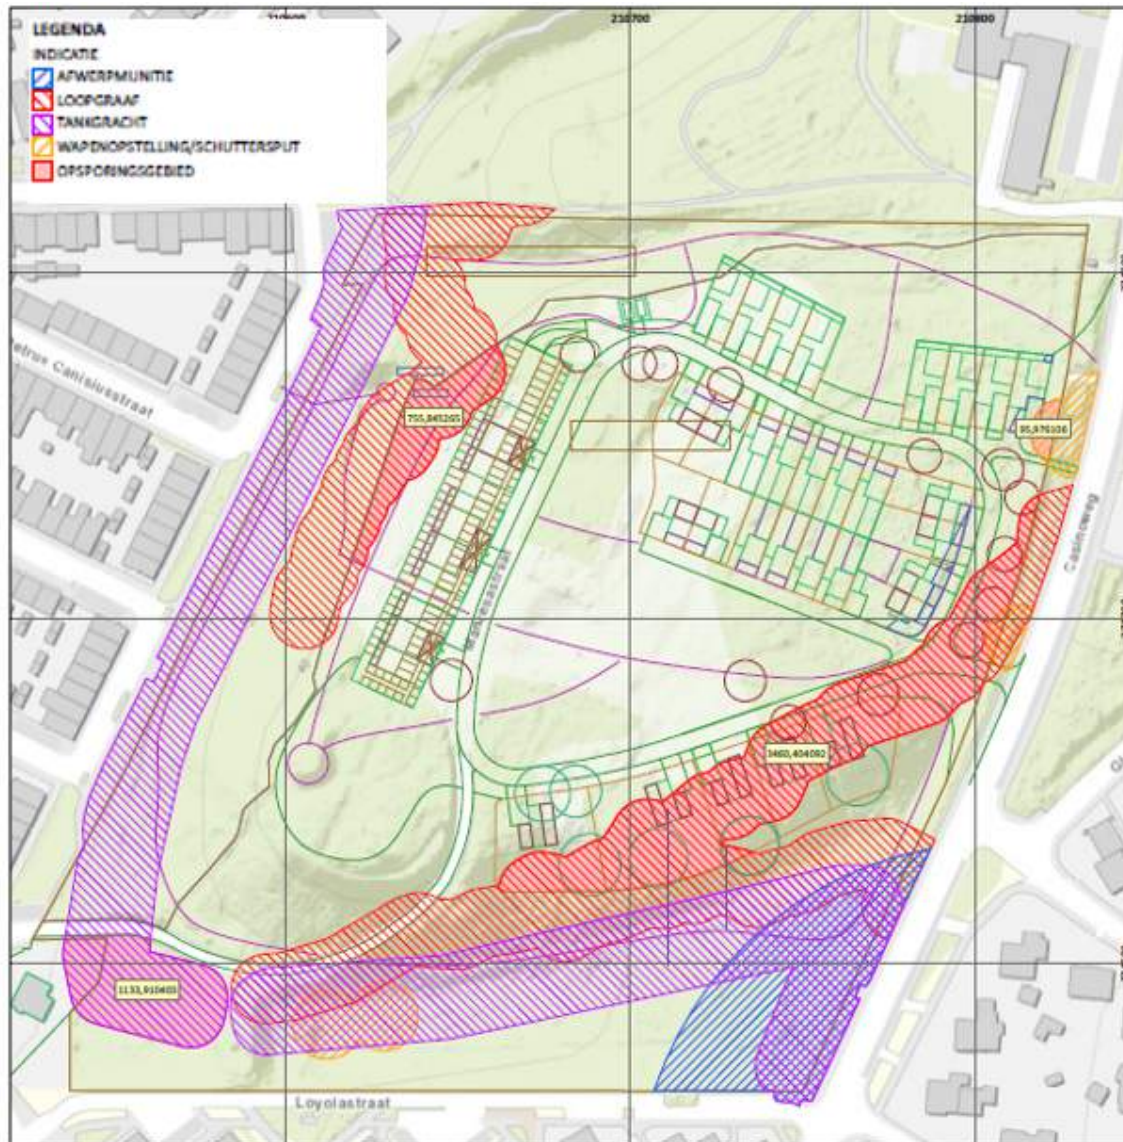 210700
210800
LEGENDA
INDICATIE
AFWERPMUNITIE
LOOPGRAAF
TANKGRACHT
WAPENOPSTELLING/SCHUTTERSPUT
OPSPORINGSGEBIED
etrus Canisiusstraat
755,845265
95,976106
Casinoweg
3460,404092
1133,910403
Loyolastraat